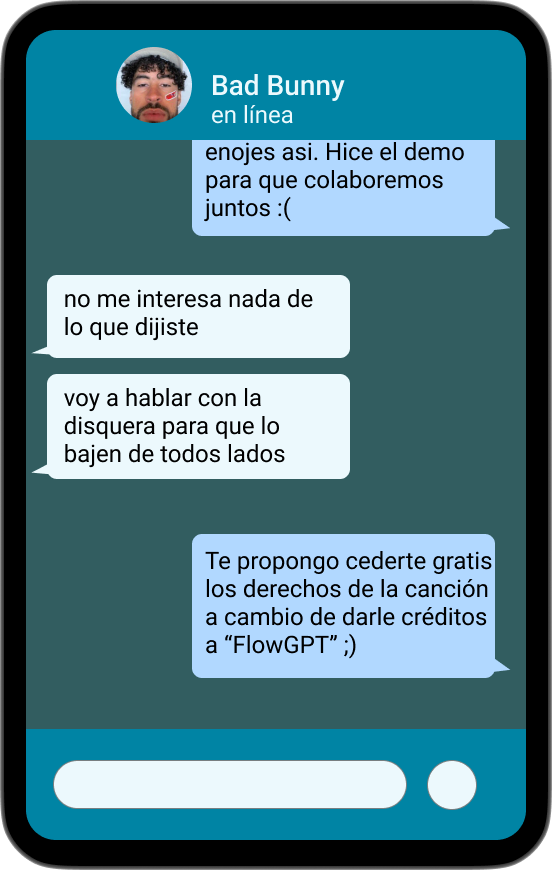 Bad Bunny
en línea
enojes asi. Hice el demo
para que colaboremos
juntos :(
no me interesa nada de
lo que dijiste
voy a hablar con la
disquera para que lo
bajen de todos lados
Te propongo cederte gratis
los derechos de la canción
a cambio de darle créditos
a “FlowGPT” ;)